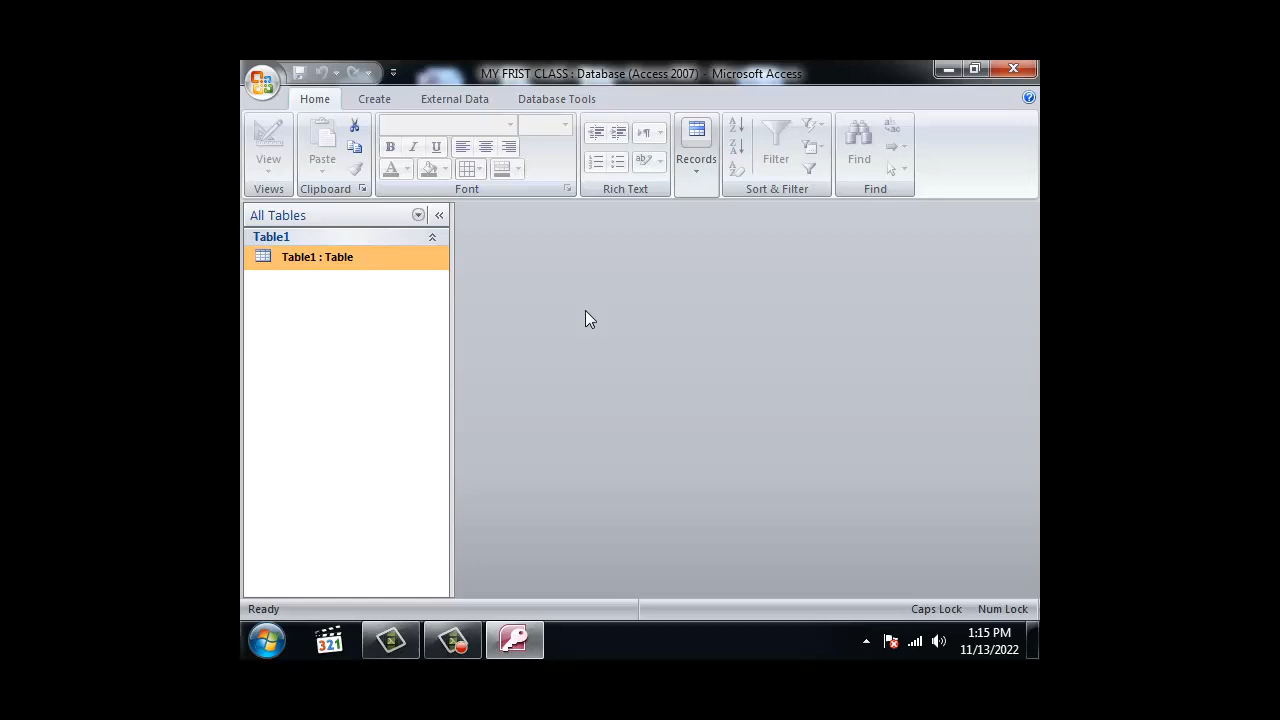 MY FRIST CLASS : Database (Access 2007) - Microsoft Access
Home Create External Data Database Tools
View Paste B I U Records Filter Find
Views Clipboard Font Rich Text Sort & Filter Find
All Tables
Table1
Table1 : Table
Ready Caps Lock Num Lock
321
1:15 PM
11/13/2022